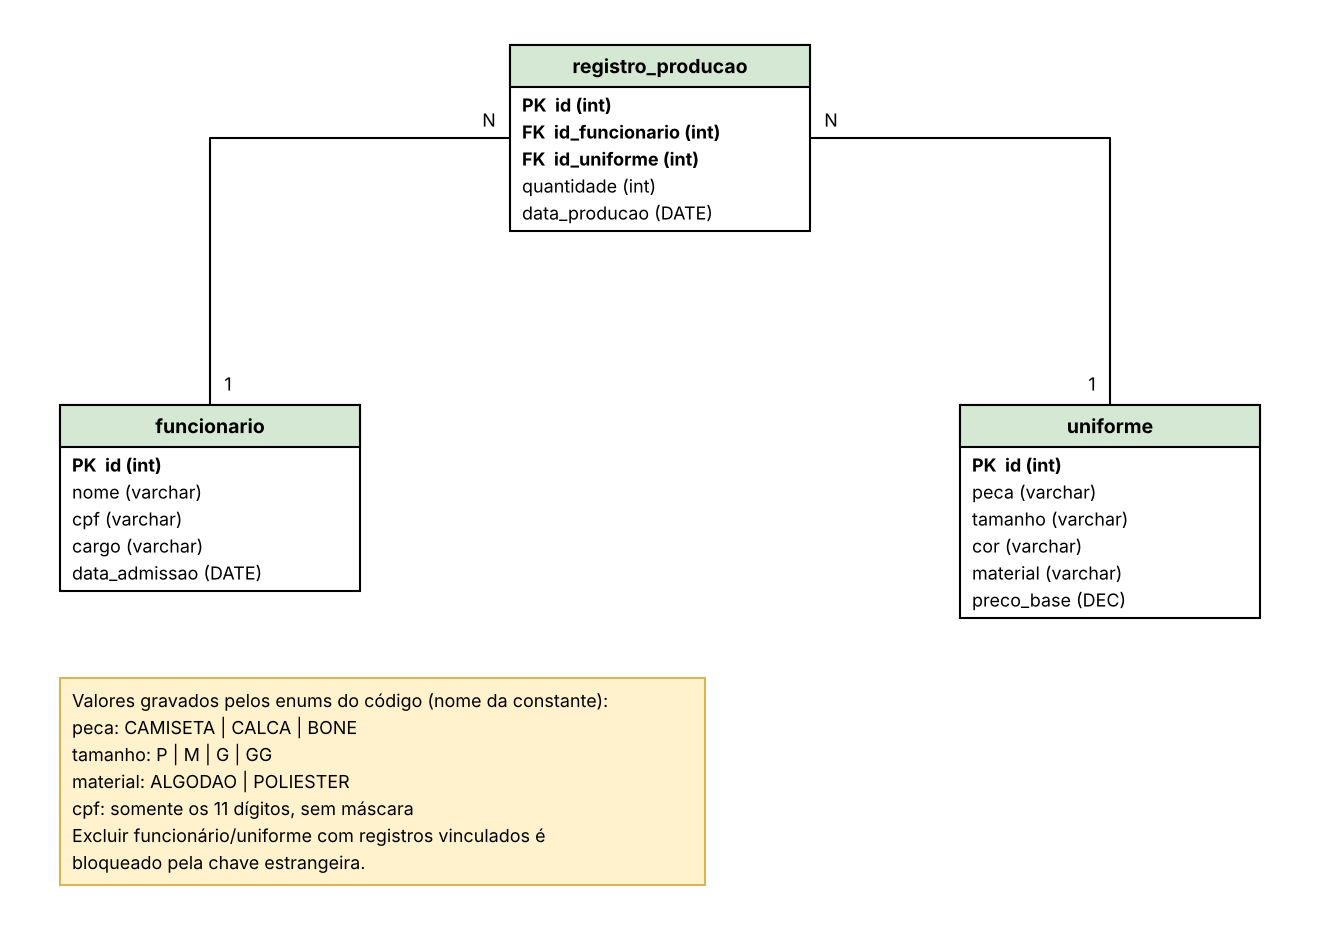 registro_producao
PK id (int)
FK id_funcionario (int)
FK id_uniforme (int)
quantidade (int)
data_producao (DATE)
N
N
1
1
funcionario
PK id (int)
nome (varchar)
cpf (varchar)
cargo (varchar)
data_admissao (DATE)
uniforme
PK id (int)
peca (varchar)
tamanho (varchar)
cor (varchar)
material (varchar)
preco_base (DEC)
Valores gravados pelos enums do código (nome da constante):
peca: CAMISETA | CALCA | BONE
tamanho: P | M | G | GG
material: ALGODAO | POLIESTER
cpf: somente os 11 dígitos, sem máscara
Excluir funcionário/uniforme com registros vinculados é
bloqueado pela chave estrangeira.